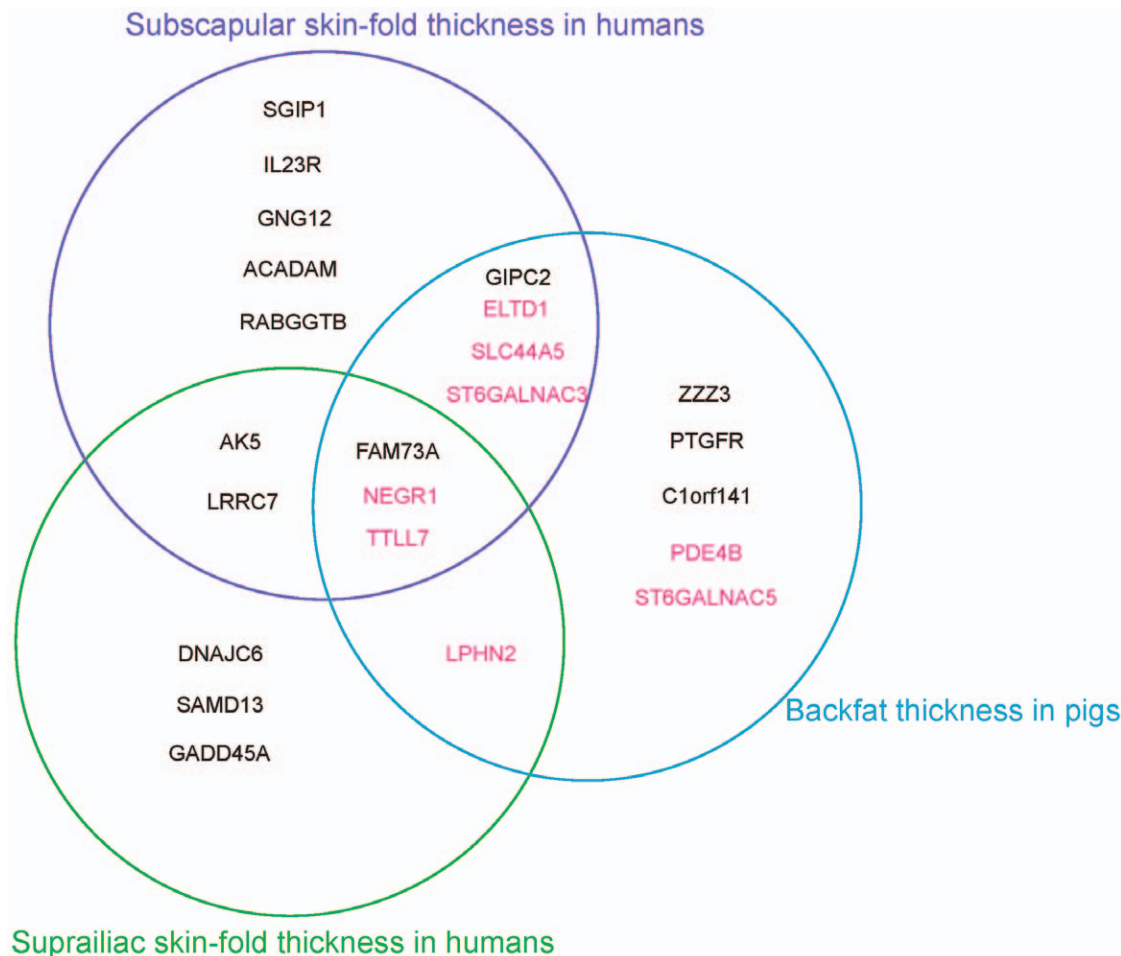 Subscapular skin-fold thickness in humans
SGIP1
IL23R
GNG12
ACADAM
RABGGTB
GIPC2
ELTD1
SLC44A5
ST6GALNAC3
ZZZ3
PTGFR
C1orf141
PDE4B
ST6GALNAC5
AK5
LRRC7
FAM73A
NEGR1
TTLL7
DNAJC6
SAMD13
GADD45A
LPHN2
Backfat thickness in pigs
Suprailiac skin-fold thickness in humans